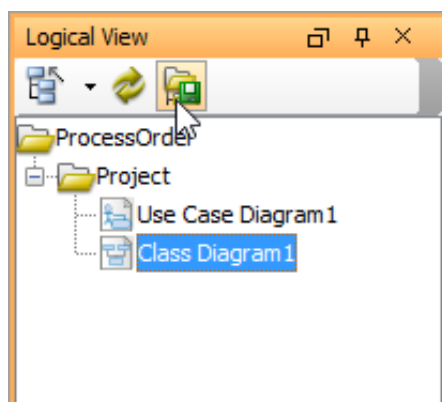 Logical View
ProcessOrder
Project
Use Case Diagram1
Class Diagram1